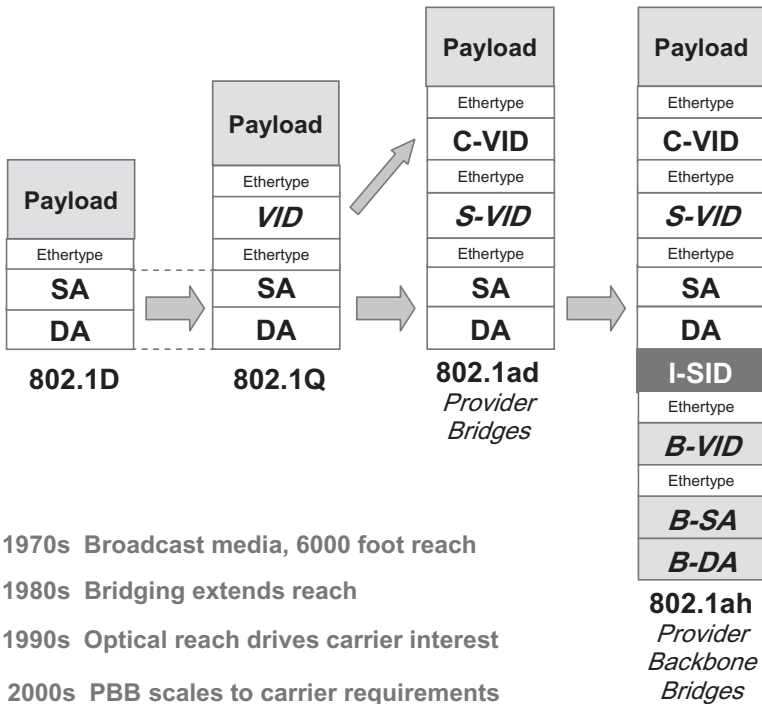 Payload
Ethertype
SA
DA
802.1D
Payload
Ethertype
VID
Ethertype
SA
DA
802.1Q
Payload
Ethertype
C-VID
Ethertype
S-VID
Ethertype
SA
DA
802.1ad
Provider
Bridges
Payload
Ethertype
C-VID
Ethertype
S-VID
Ethertype
SA
DA
I-SID
Ethertype
B-VID
Ethertype
B-SA
B-DA
802.1ah
Provider
Backbone
Bridges
1970s Broadcast media, 6000 foot reach
1980s Bridging extends reach
1990s Optical reach drives carrier interest
2000s PBB scales to carrier requirements